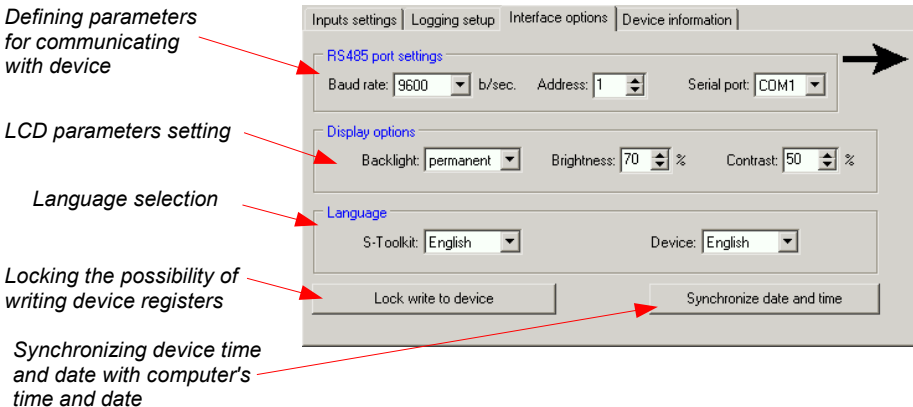 Defining parameters
for communicating
with device
LCD parameters setting
Language selection
Locking the possibility of
writing device registers
Synchronizing device time
and date with computer's
time and date
Inputs settings Logging setup Interface options Device information
RS485 port settings
Baud rate: 9600 b/sec. Address: 1 Serial port: COM1
Display options
Backlight: permanent Brightness: 70 % Contrast: 50 %
Language
S-Toolkit: English Device: English
Lock write to device Synchronize date and time